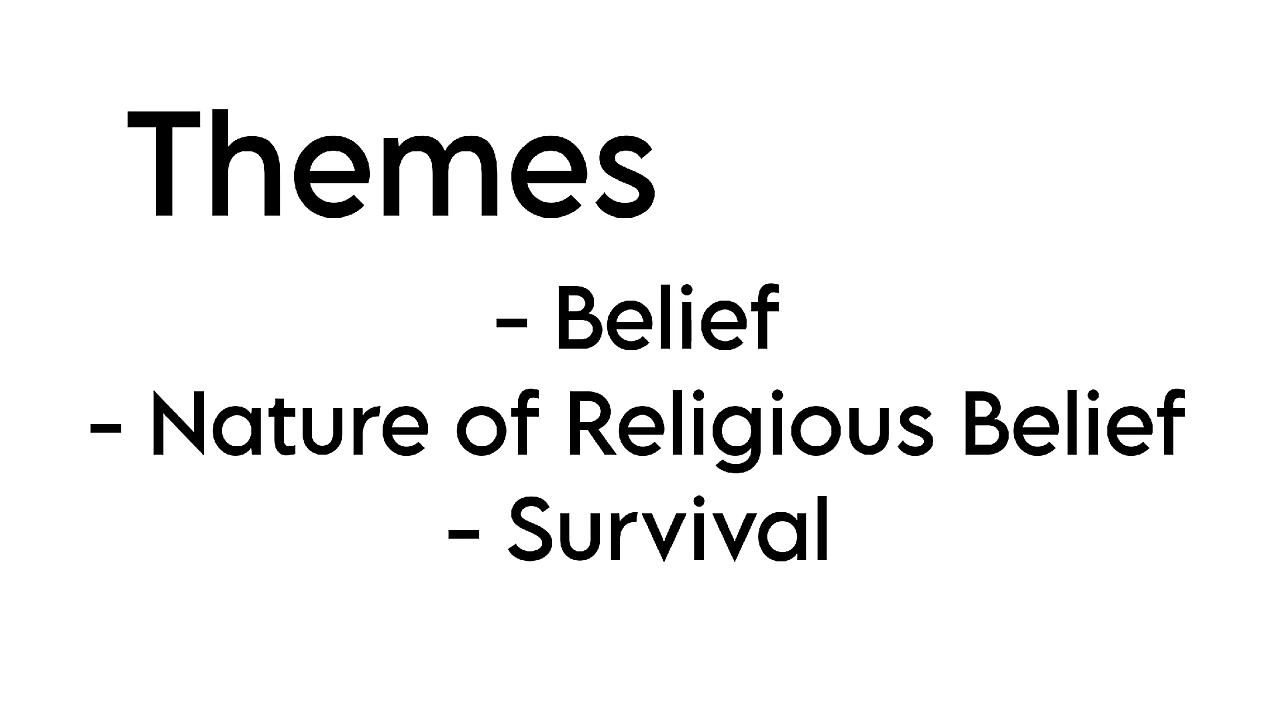 Themes
- Belief
- Nature of Religious Belief
- Survival